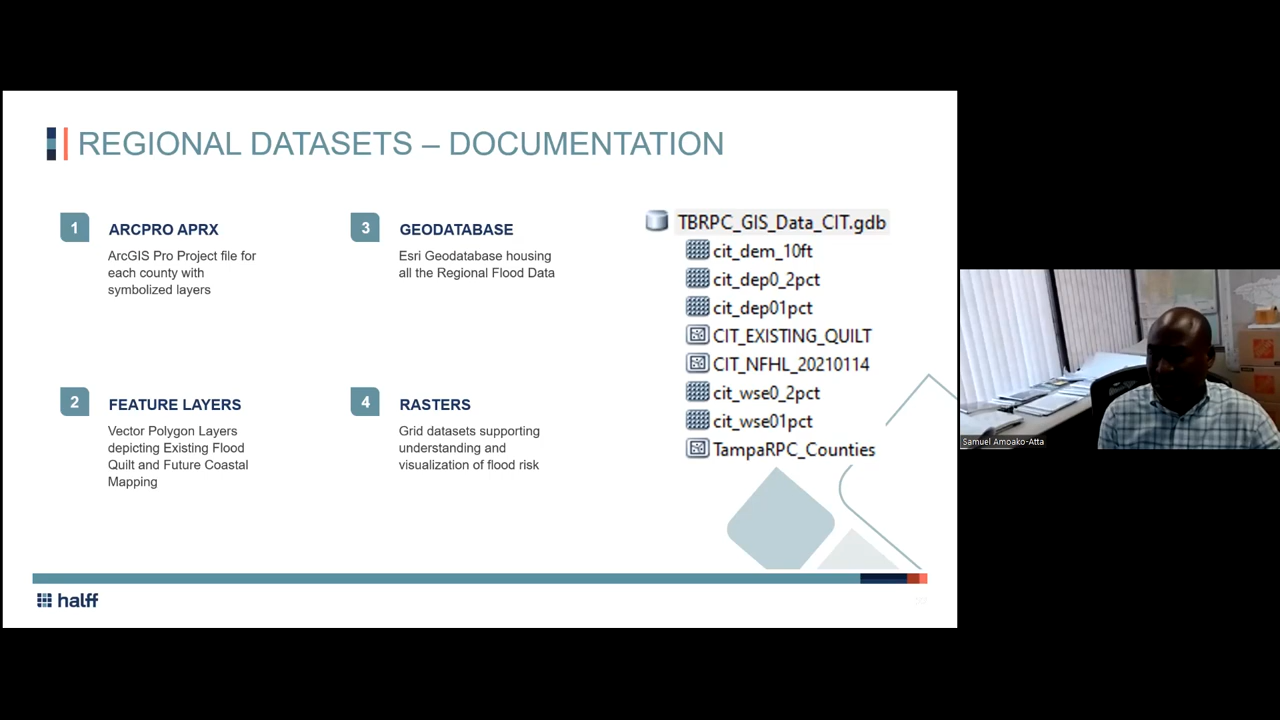 REGIONAL DATASETS – DOCUMENTATION
1
ARCPRO APRX
ArcGIS Pro Project file for
each county with
symbolized layers
2
FEATURE LAYERS
Vector Polygon Layers
depicting Existing Flood
Quilt and Future Coastal
Mapping
3
GEODATABASE
Esri Geodatabase housing
all the Regional Flood Data
4
RASTERS
Grid datasets supporting
understanding and
visualization of flood risk
TBRPC_GIS_Data_CIT.gdb
cit_dem_10ft
cit_dep0_2pct
cit_dep01pct
CIT_EXISTING_QUILT
CIT_NFHL_20210114
cit_wse0_2pct
cit_wse01pct
TampaRPC_Counties
halff
Samuel Amoako-Atta